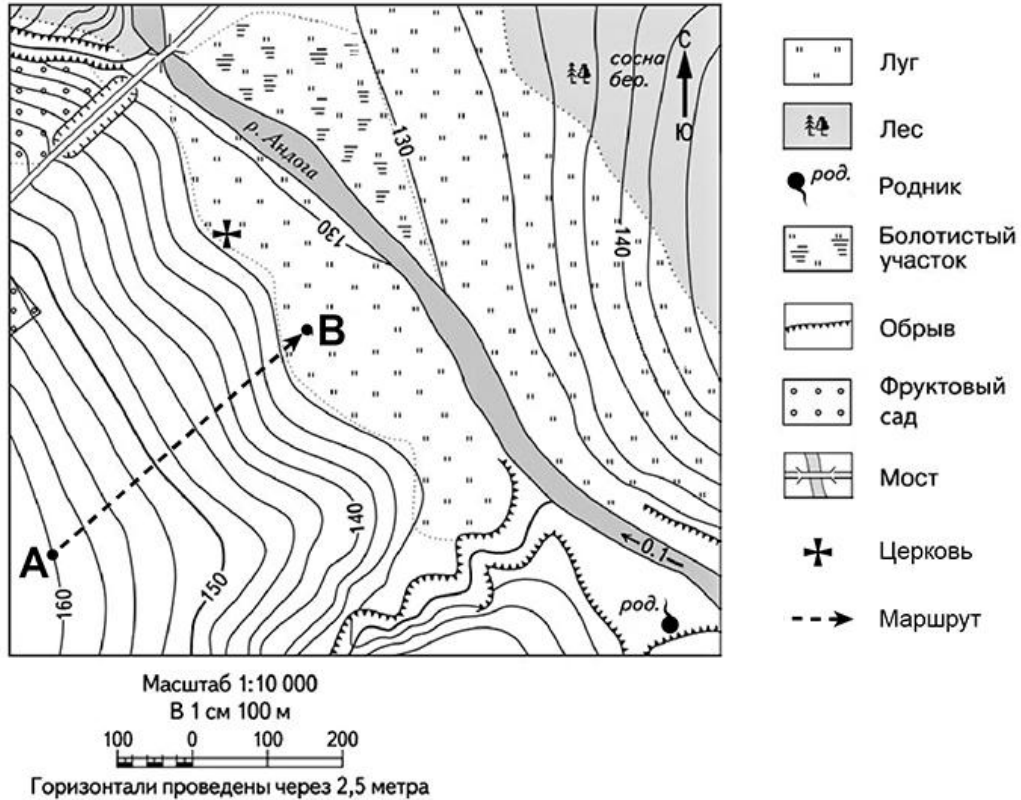 С
Ю
сосна
бер.
р. Андога
130
130
140
B
A
160
150
140
0.1
род.
Луг
Лес
род.
Родник
Болотистый
участок
Обрыв
Фруктовый
сад
Мост
Церковь
Маршрут
Масштаб 1:10 000
В 1 см 100 м
100 0 100 200
Горизонтали проведены через 2,5 метра